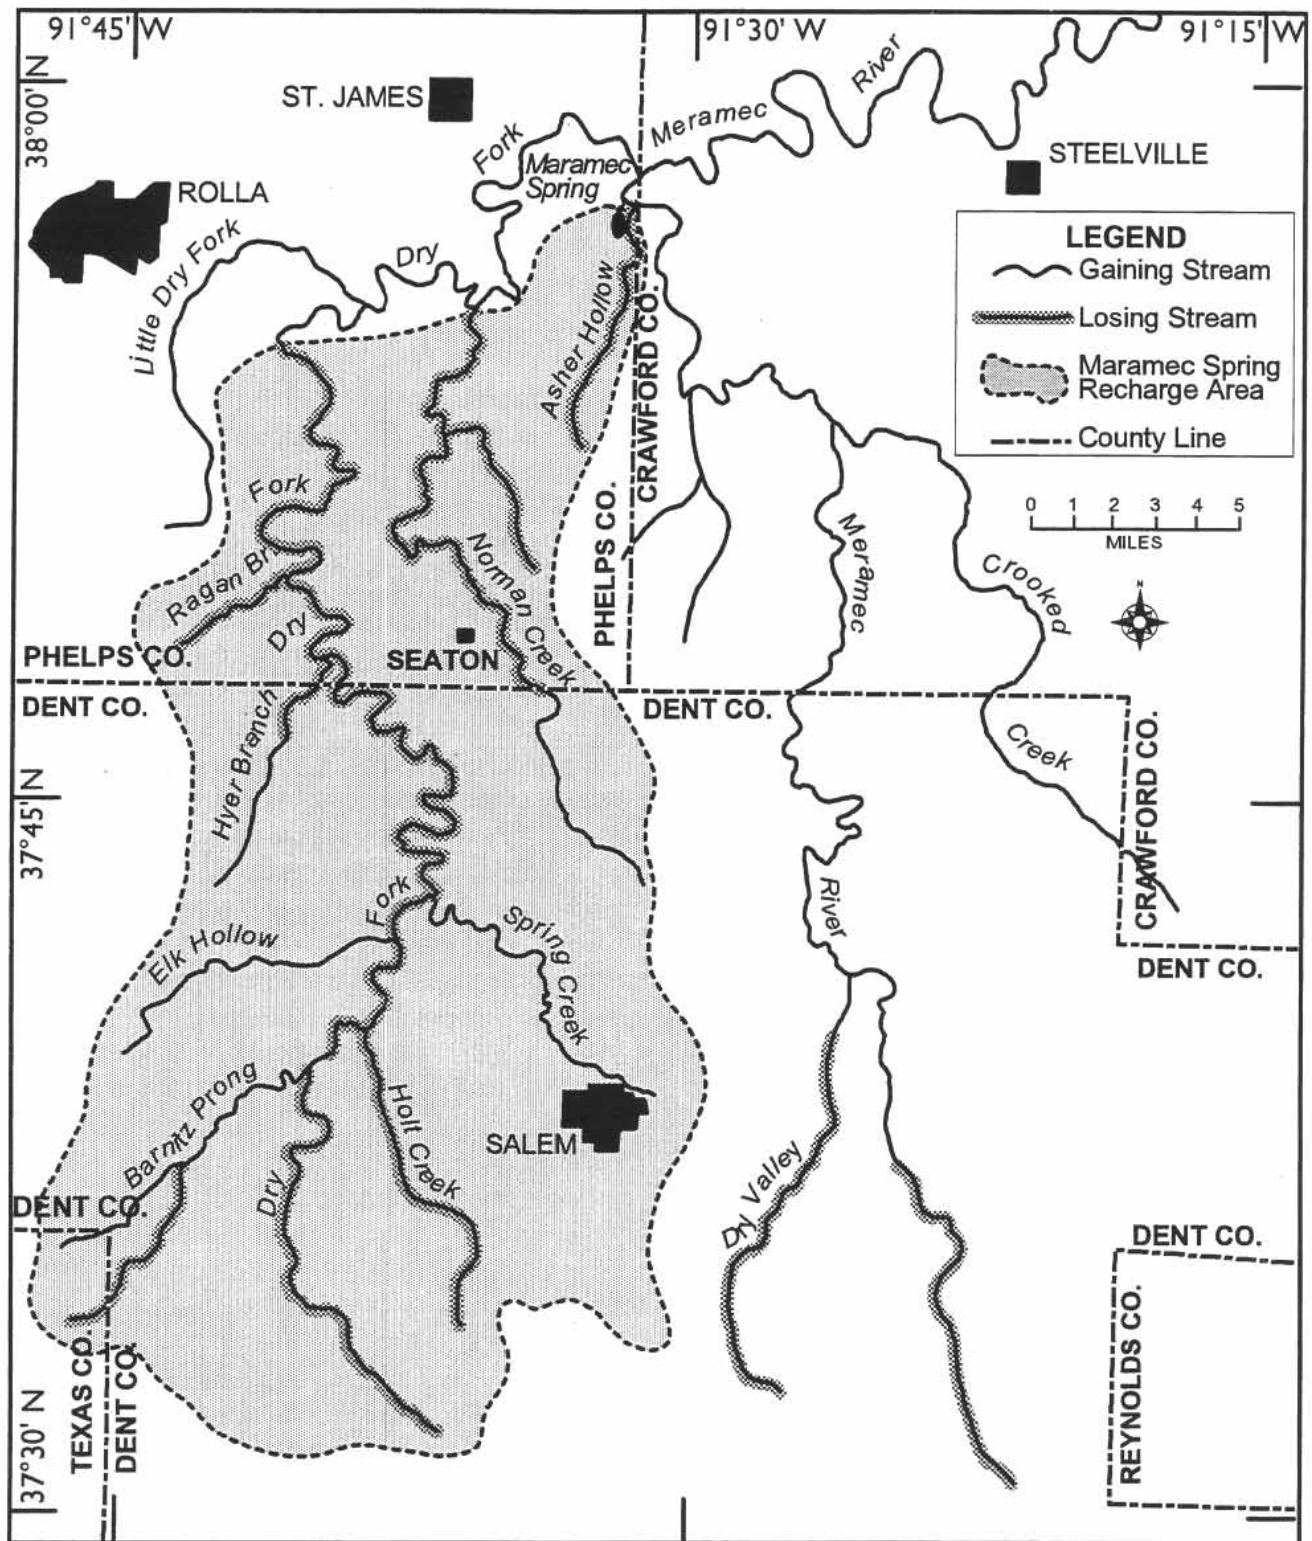 91°45' W
91°30' W
91°15' W
38°00' N
ST. JAMES
Fork
Maramec
Spring
Meramec
River
STEELVILLE
ROLLA
Little Dry Fork
Dry
LEGEND
Gaining Stream
Losing Stream
Maramec Spring
Recharge Area
County Line
Asher Hollow
CRAWFORD CO.
PHELPS CO.
0 1 2 3 4 5
MILES
N
Fork
Ragan Br.
Dry
Norman Creek
Meramec
Crooked
PHELPS CO.
SEATON
DENT CO.
DENT CO.
Hyer Branch
Creek
CRAWFORD CO.
37°45' N
Fork
River
Elk Hollow
Spring Creek
DENT CO.
Barnitz Prong
Holt Creek
SALEM
Dry
Dry Valley
DENT CO.
DENT CO.
REYNOLDS CO.
TEXAS CO.
DENT CO.
37°30' N